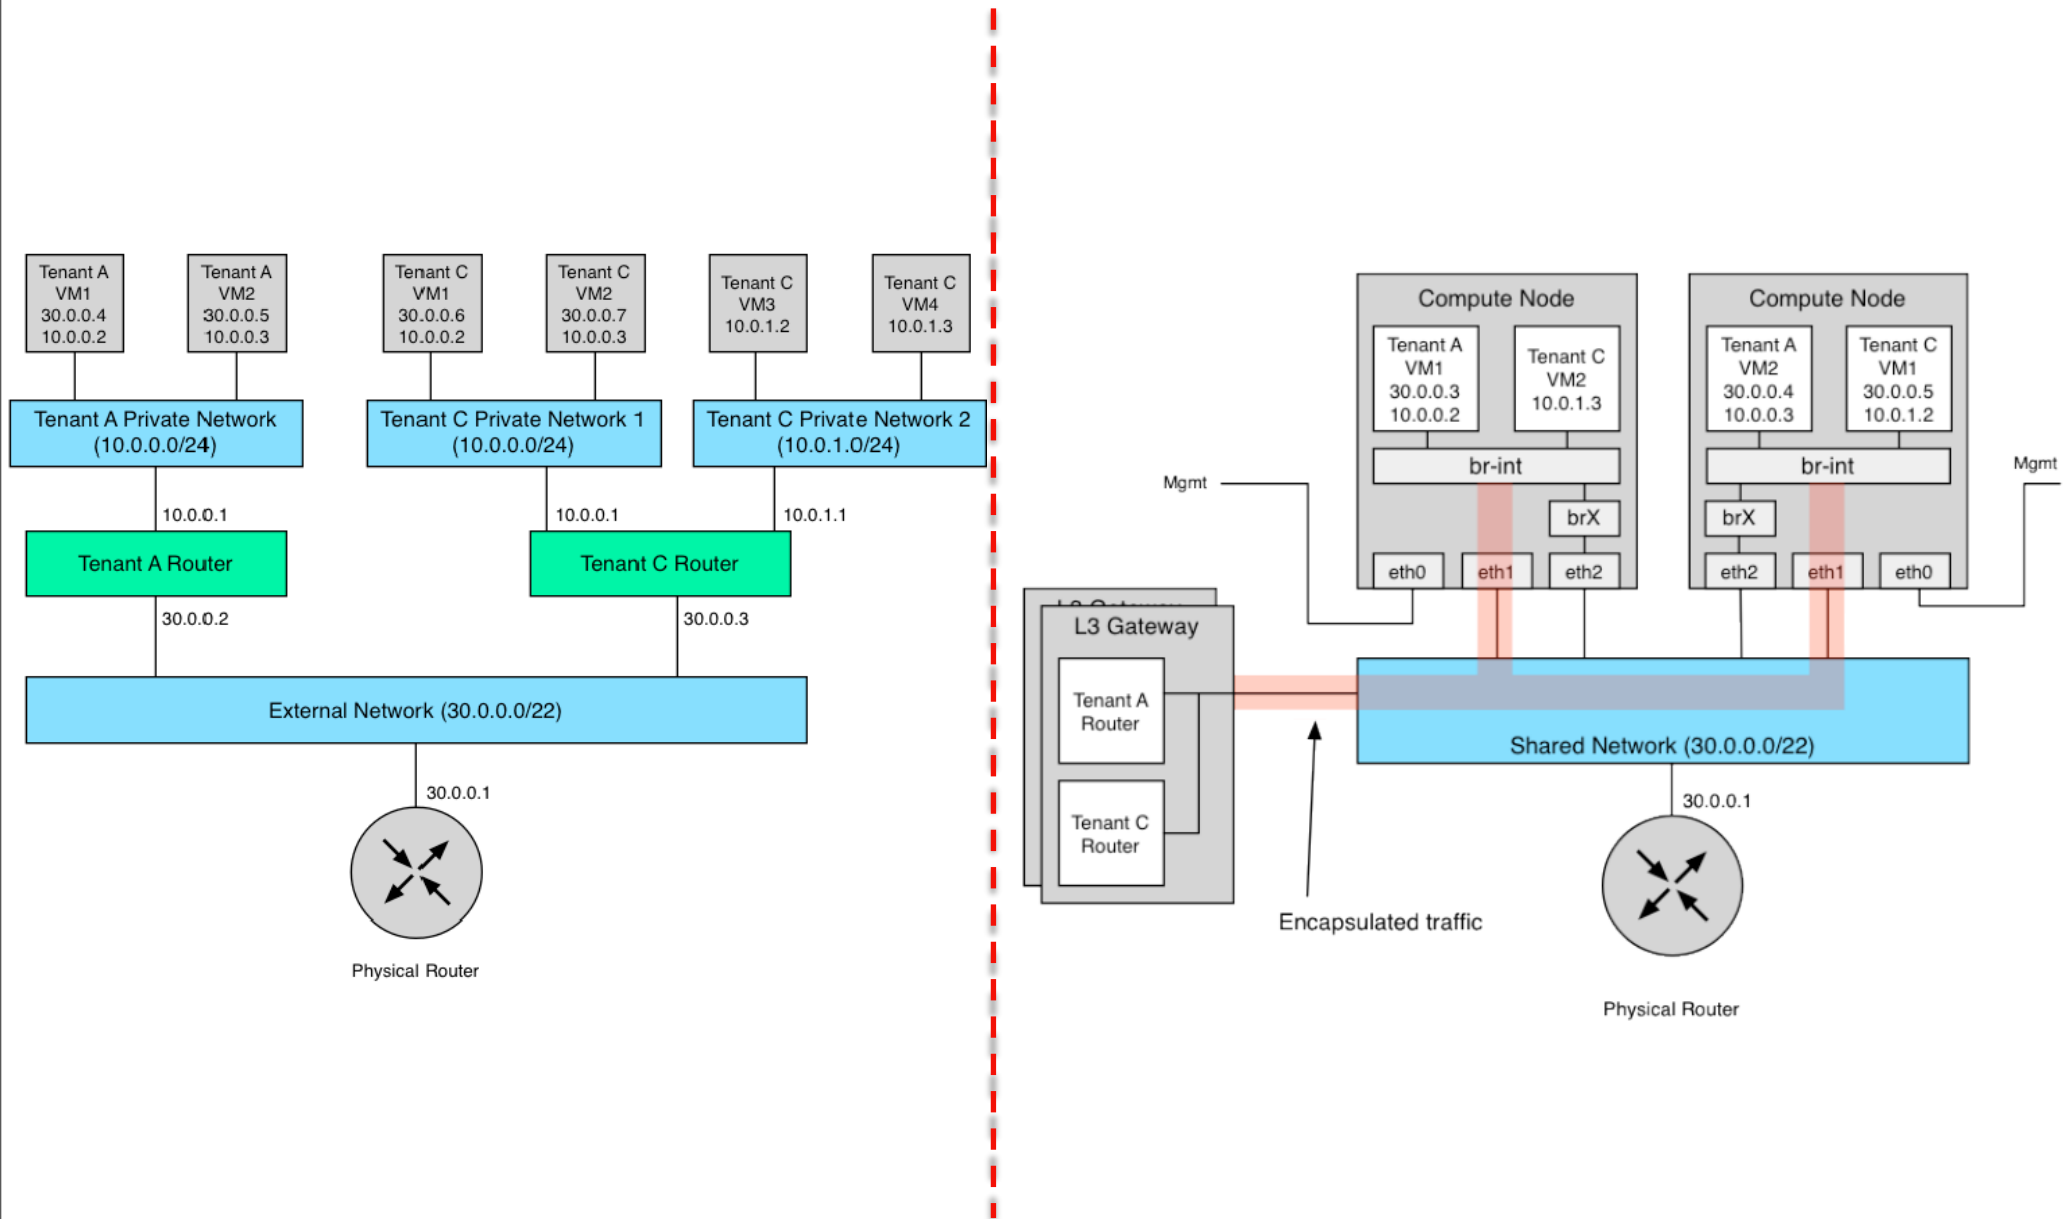 Tenant A
VM1
30.0.0.4
10.0.0.2
Tenant A
VM2
30.0.0.5
10.0.0.3
Tenant C
VM1
30.0.0.6
10.0.0.2
Tenant C
VM2
30.0.0.7
10.0.0.3
Tenant C
VM3
10.0.1.2
Tenant C
VM4
10.0.1.3
Tenant A Private Network
(10.0.0.0/24)
Tenant C Private Network 1
(10.0.0.0/24)
Tenant C Private Network 2
(10.0.1.0/24)
10.0.0.1
10.0.0.1
10.0.1.1
Tenant A Router
Tenant C Router
30.0.0.2
30.0.0.3
External Network (30.0.0.0/22)
30.0.0.1
Physical Router
Compute Node
Tenant A
VM1
30.0.0.3
10.0.0.2
Tenant C
VM2
10.0.1.3
br-int
brX
eth0
eth1
eth2
Mgmt
Compute Node
Tenant A
VM2
30.0.0.4
10.0.0.3
Tenant C
VM1
30.0.0.5
10.0.1.2
br-int
brX
eth2
eth1
eth0
Mgmt
L3 Gateway
L3 Gateway
Tenant A
Router
Tenant C
Router
Shared Network (30.0.0.0/22)
30.0.0.1
Encapsulated traffic
Physical Router